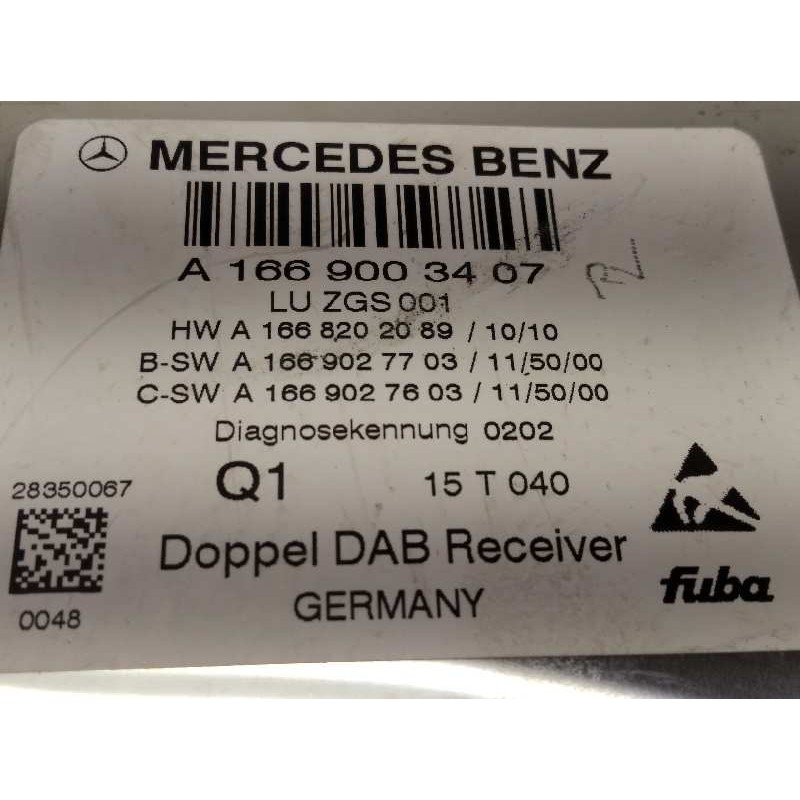 MERCEDES BENZ
A 166 900 34 07
LU ZGS 001
HW A 166 820 20 89 / 10/10
B-SW A 166 902 77 03 / 11/50/00
C-SW A 166 902 76 03 / 11/50/00
Diagnosekennung 0202
28350067 Q1 15 T 040
Doppel DAB Receiver
fuba
0048 GERMANY